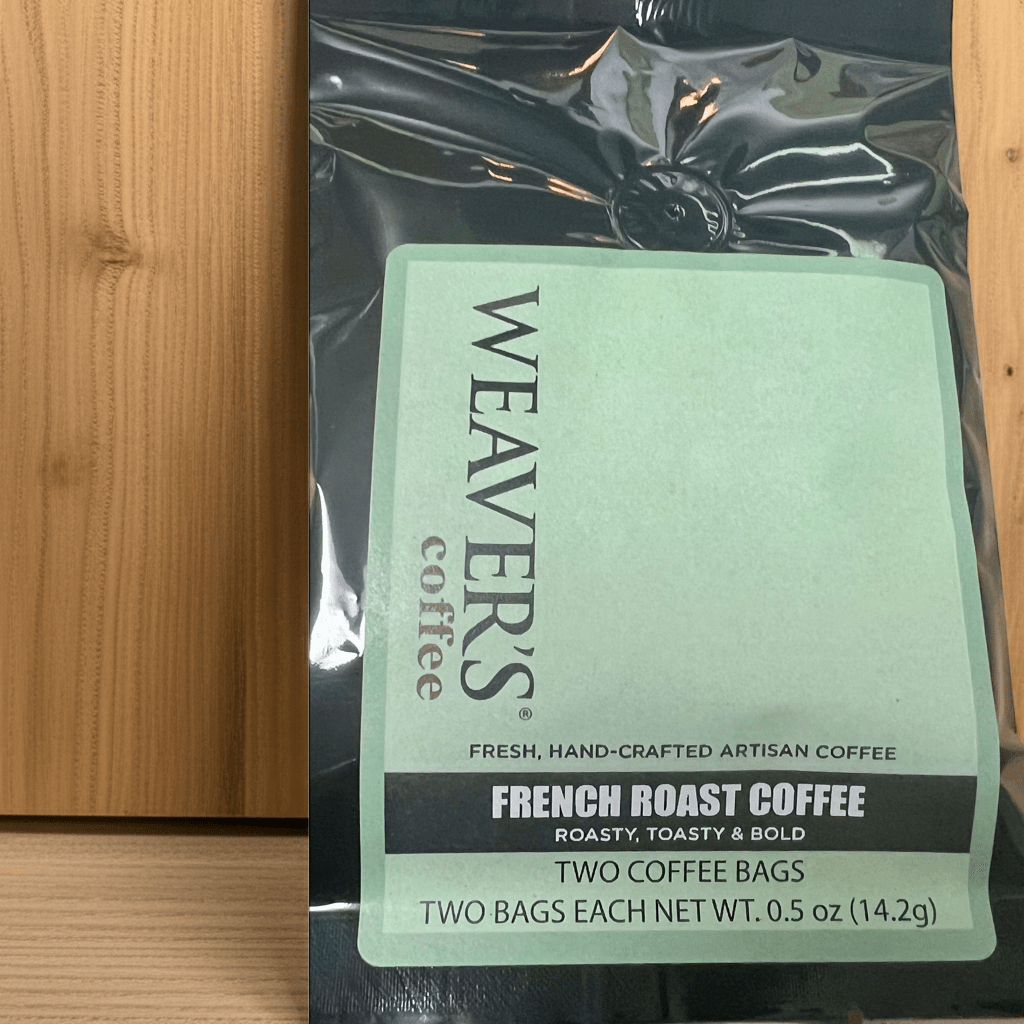 WEAVER'S®
coffee
FRESH, HAND-CRAFTED ARTISAN COFFEE
FRENCH ROAST COFFEE
ROASTY, TOASTY & BOLD
TWO COFFEE BAGS
TWO BAGS EACH NET WT. 0.5 oz (14.2g)